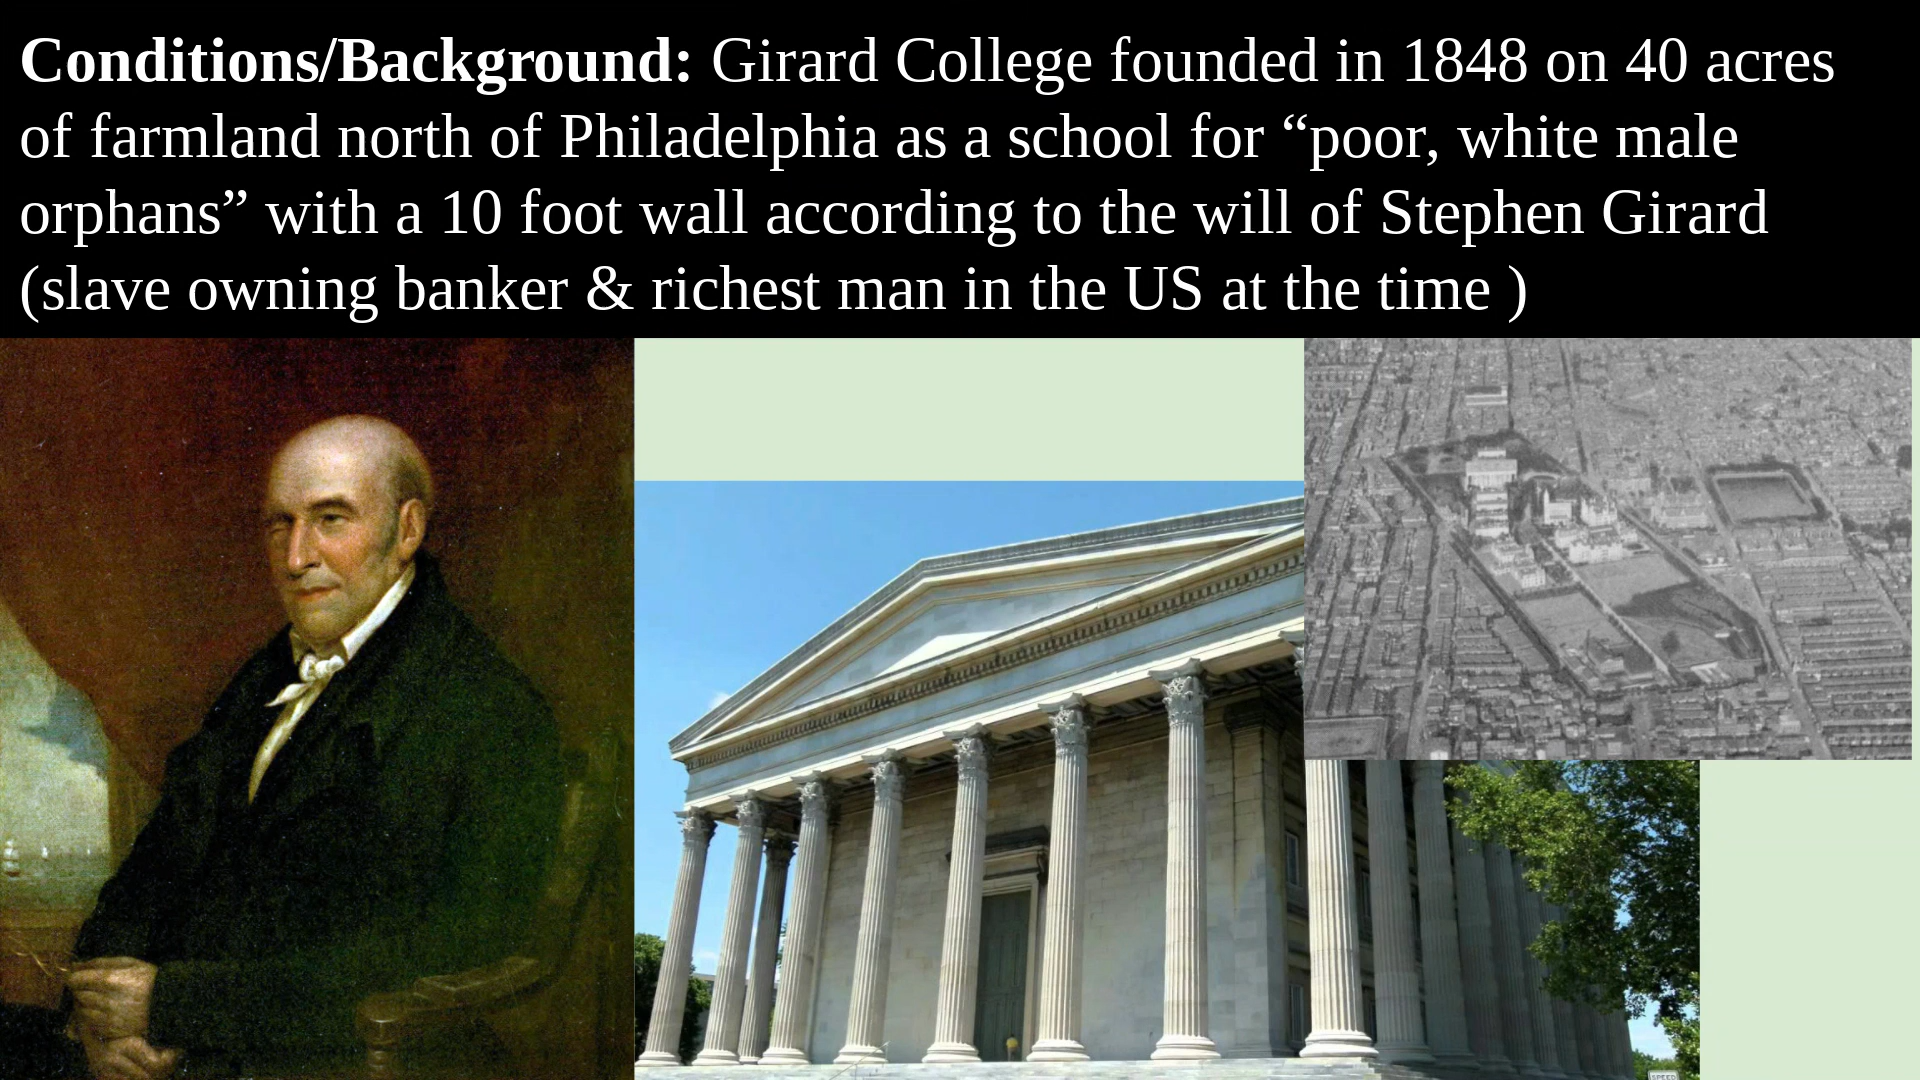 Conditions/Background: Girard College founded in 1848 on 40 acres
of farmland north of Philadelphia as a school for “poor, white male
orphans” with a 10 foot wall according to the will of Stephen Girard
(slave owning banker & richest man in the US at the time )
SPEED